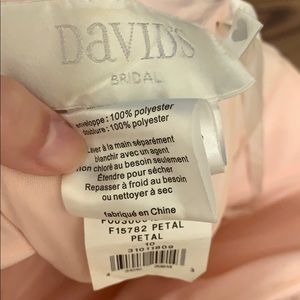 DAVID'S
BRIDAL
enveloppe: 100% polyester
doublure: 100% polyester
Laver à la main séparément
blanchir avec un agent
non chloré au besoin seulement
Étendre pour sécher
Repasser à froid au besoin
ou nettoyer à sec
fabriqué en Chine
F15782 PETAL
PETAL
10
31011809